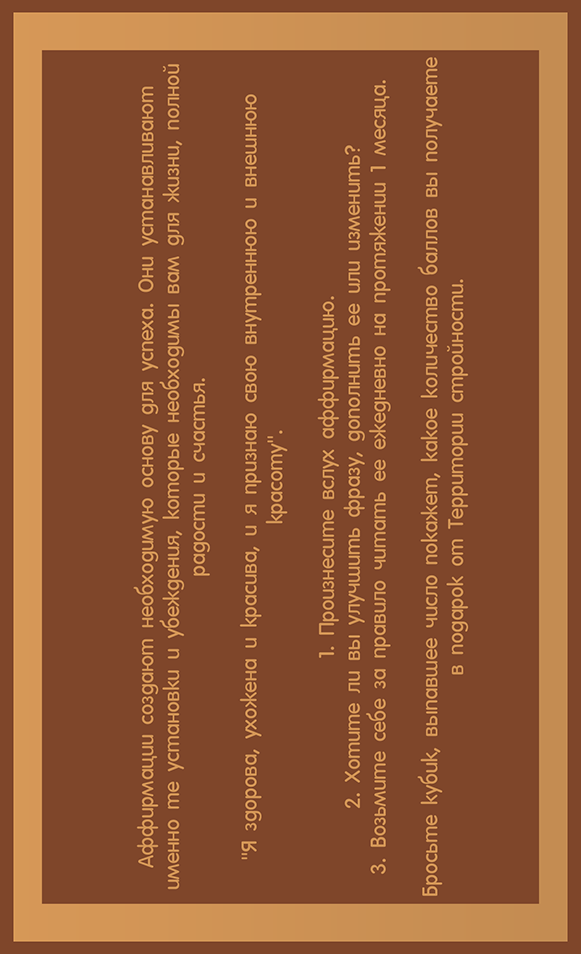 Аффирмации создают необходимую основу для успеха. Они устанавливают
именно те установки и убеждения, которые необходимы вам для жизни, полной
радости и счастья.
"Я здорова, ухожена и красива, и я признаю свою внутреннюю и внешнюю
красоту".
1. Произнесите вслух аффирмацию.
2. Хотите ли вы улучшить фразу, дополнить ее или изменить?
3. Возьмите себе за правило читать ее ежедневно на протяжении 1 месяца.
Бросьте кубик, выпавшее число покажет, какое количество баллов вы получаете
в подарок от Территории стройности.